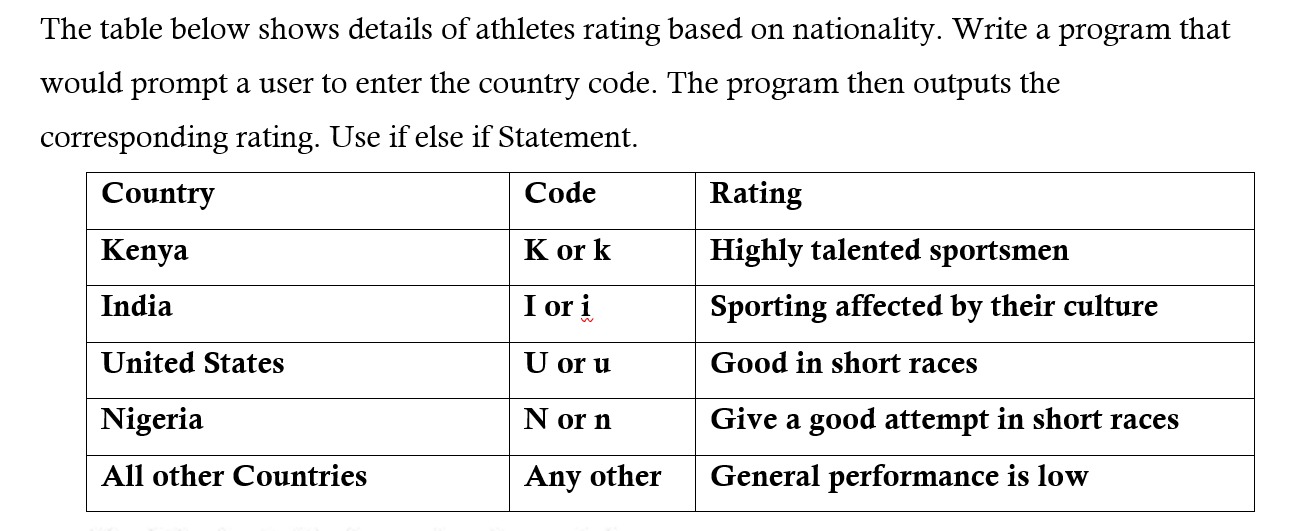 The table below shows details of athletes rating based on nationality. Write a program that
would prompt a user to enter the country code. The program then outputs the
corresponding rating. Use if else if Statement.
Country Code Rating
Kenya K or k Highly talented sportsmen
India I or i Sporting affected by their culture
United States U or u Good in short races
Nigeria N or n Give a good attempt in short races
All other Countries Any other General performance is low